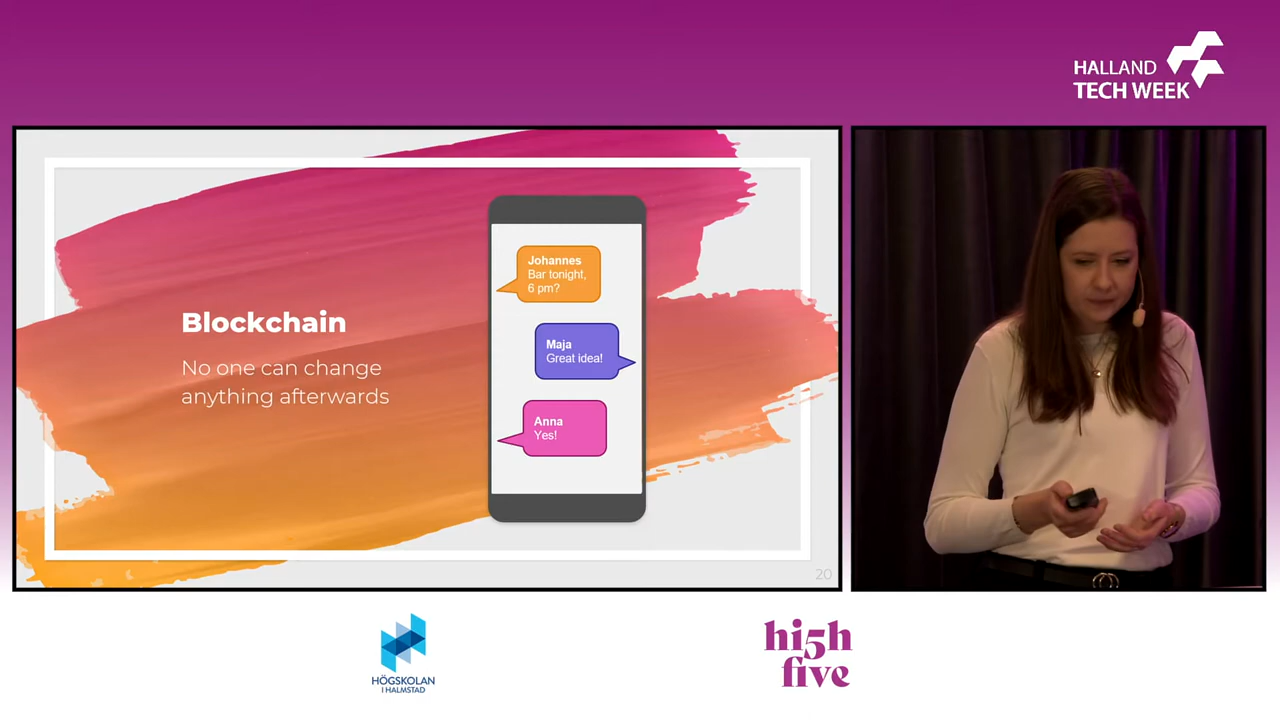 HALLAND
TECH WEEK
Blockchain
No one can change
anything afterwards
Johannes
Bar tonight,
6 pm?
Maja
Great idea!
Anna
Yes!
20
HÖGSKOLAN
I HALMSTAD
hi5h
five